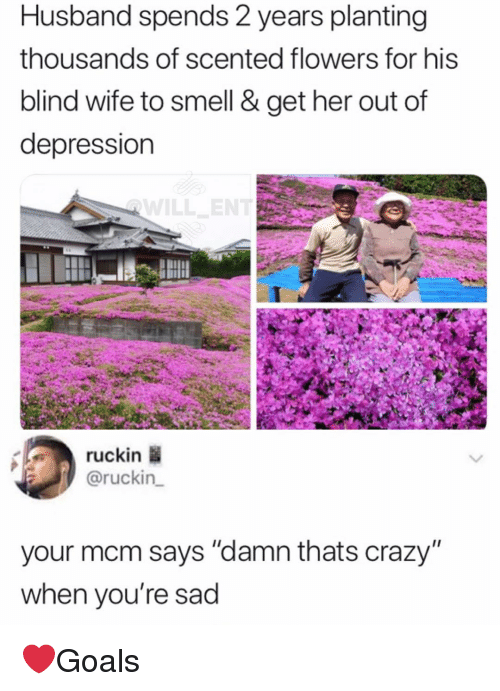 Husband spends 2 years planting
thousands of scented flowers for his
blind wife to smell & get her out of
depression
@WILL_ENT
ruckin
@ruckin_
your mcm says "damn thats crazy"
when you're sad
❤️Goals